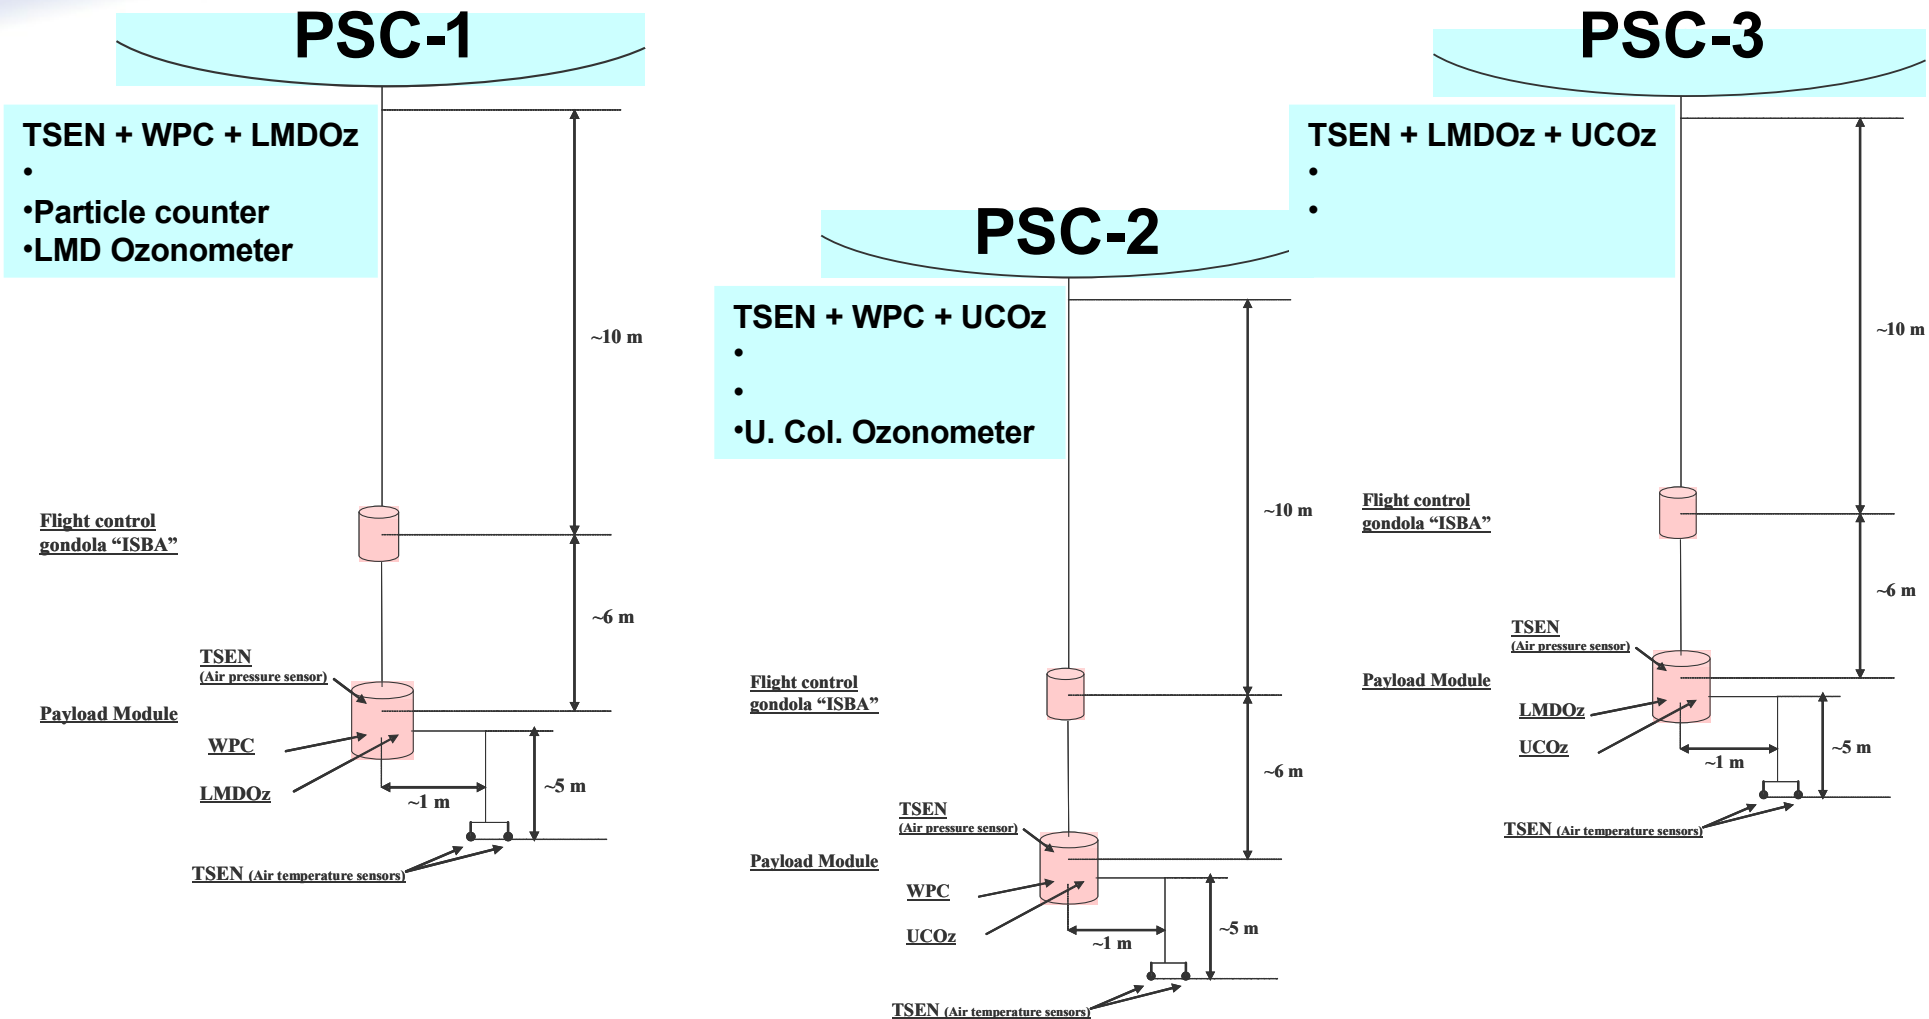 PSC-1
TSEN + WPC + LMDOz
•
•Particle counter
•LMD Ozonometer
~10 m
Flight control
gondola “ISBA”
~6 m
TSEN
(Air pressure sensor)
Payload Module
WPC
LMDOz
~1 m
~5 m
TSEN (Air temperature sensors)
PSC-2
TSEN + WPC + UCOz
•
•
•U. Col. Ozonometer
~10 m
Flight control
gondola “ISBA”
~6 m
TSEN
(Air pressure sensor)
Payload Module
WPC
UCOz
~1 m
~5 m
TSEN (Air temperature sensors)
PSC-3
TSEN + LMDOz + UCOz
•
•
~10 m
Flight control
gondola “ISBA”
~6 m
TSEN
(Air pressure sensor)
Payload Module
LMDOz
UCOz
~1 m
~5 m
TSEN (Air temperature sensors)